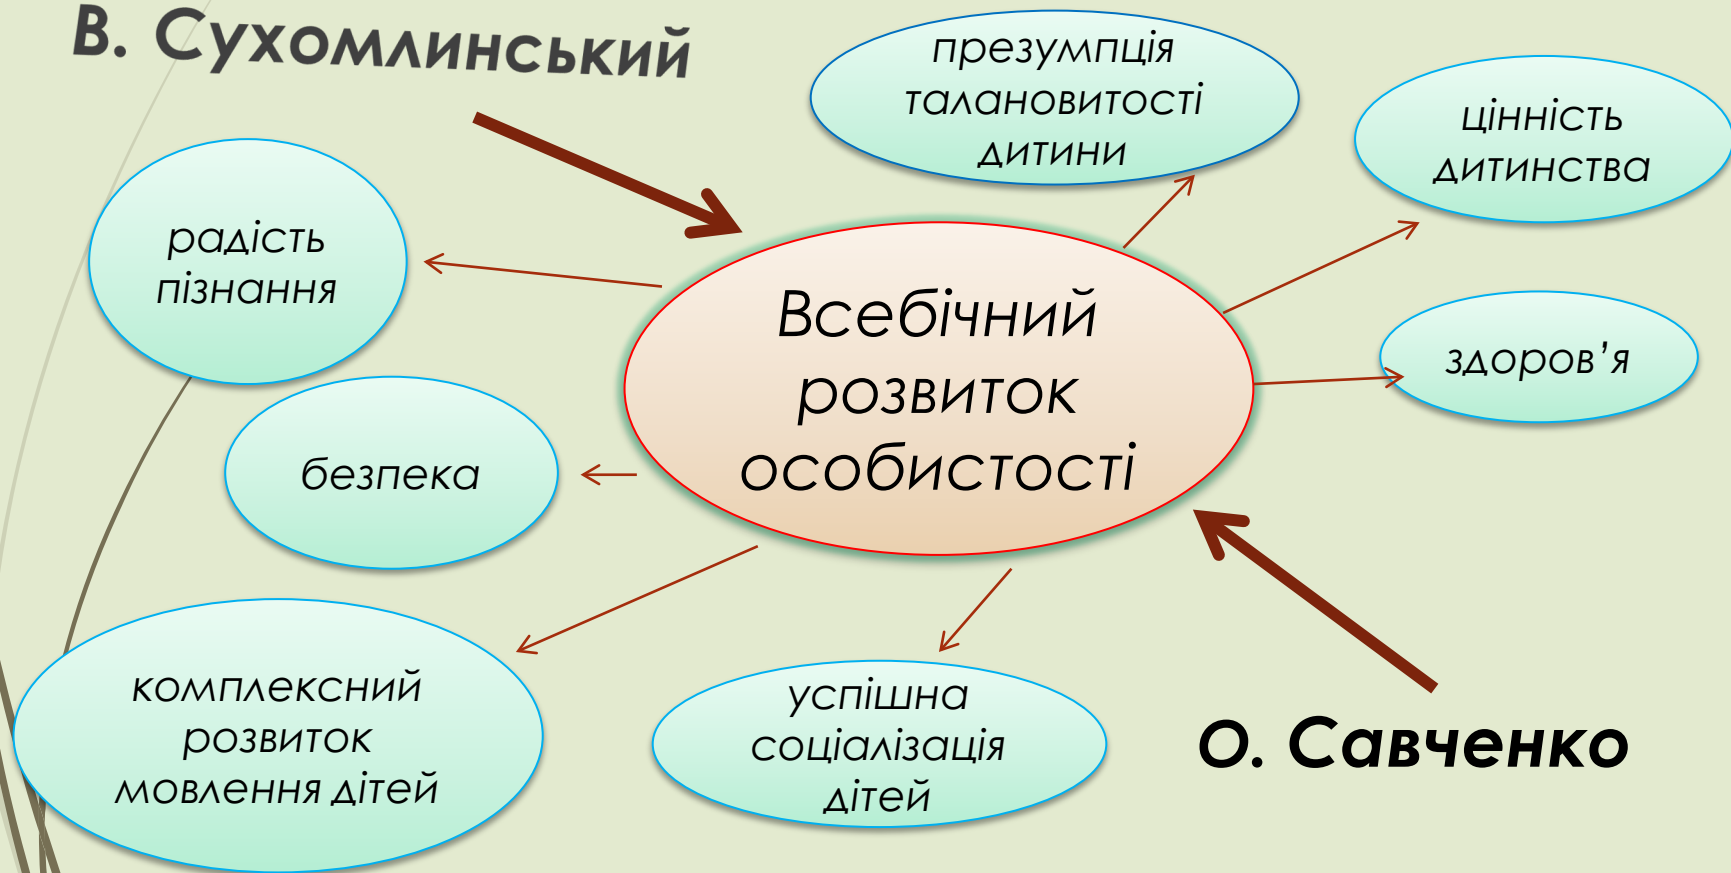 В. Сухомлинський
презумпція
талановитості
дитини
цінність
дитинства
радість
пізнання
Всебічний
розвиток
особистості
здоров’я
безпека
комплексний
розвиток
мовлення дітей
успішна
соціалізація
дітей
О. Савченко